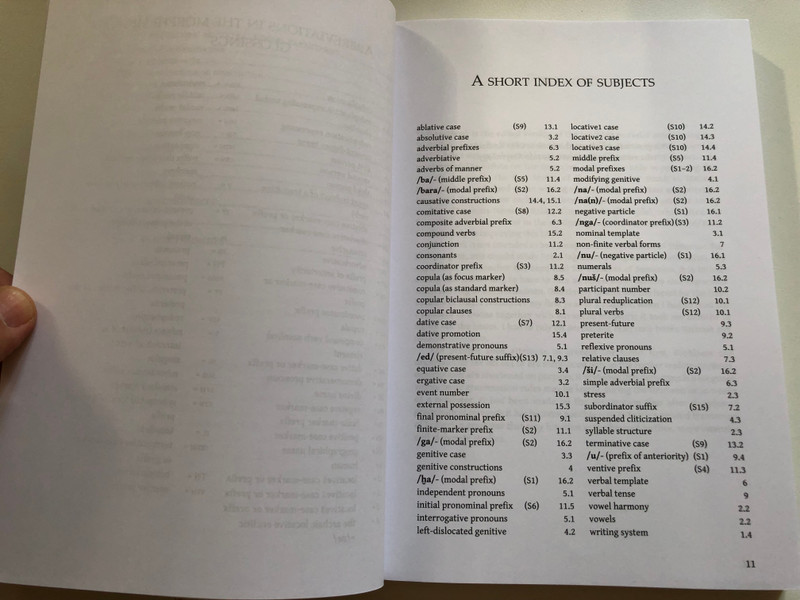 A SHORT INDEX OF SUBJECTS
ablative case (S9) 13.1
absolutive case 3.2
adverbial prefixes 6.3
adverbiative 5.2
adverbs of manner 5.2
/ba/- (middle prefix) (S5) 11.4
/bara/- (modal prefix) (S2) 16.2
causative constructions 14.4, 15.1
comitative case (S8) 12.2
composite adverbial prefix 6.3
compound verbs 15.2
conjunction 11.2
consonants 2.1
coordinator prefix (S3) 11.2
copula (as focus marker) 8.5
copula (as standard marker) 8.4
copular biclausal constructions 8.3
copular clauses 8.1
dative case (S7) 12.1
dative promotion 15.4
demonstrative pronouns 5.1
/ed/ (present-future suffix)(S13) 7.1, 9.3
equative case 3.4
ergative case 3.2
event number 10.1
external possession 15.3
final pronominal prefix (S11) 9.1
finite-marker prefix (S2) 11.1
/ga/- (modal prefix) (S2) 16.2
genitive case 3.3
genitive constructions 4
/ḫa/- (modal prefix) (S1) 16.2
independent pronouns 5.1
initial pronominal prefix (S6) 11.5
interrogative pronouns 5.1
left-dislocated genitive 4.2
locative1 case (S10) 14.2
locative2 case (S10) 14.3
locative3 case (S10) 14.4
middle prefix (S5) 11.4
modal prefixes (S1-2) 16.2
modifying genitive 4.1
/na/- (modal prefix) (S2) 16.2
/na(n)/- (modal prefix) (S2) 16.2
negative particle (S1) 16.1
/nga/- (coordinator prefix)(S3) 11.2
nominal template 3.1
non-finite verbal forms 7
/nu/- (negative particle) (S1) 16.1
numerals 5.3
/nuš/- (modal prefix) (S2) 16.2
participant number 10.2
plural reduplication (S12) 10.1
plural verbs (S12) 10.1
present-future 9.3
preterite 9.2
reflexive pronouns 5.1
relative clauses 7.3
/ši/- (modal prefix) (S2) 16.2
simple adverbial prefix 6.3
stress 2.3
subordinator suffix (S15) 7.2
suspended cliticization 4.3
syllable structure 2.3
terminative case (S9) 13.2
/u/- (prefix of anteriority) (S1) 9.4
ventive prefix (S4) 11.3
verbal template 6
verbal tense 9
vowel harmony 2.2
vowels 2.2
writing system 1.4
11